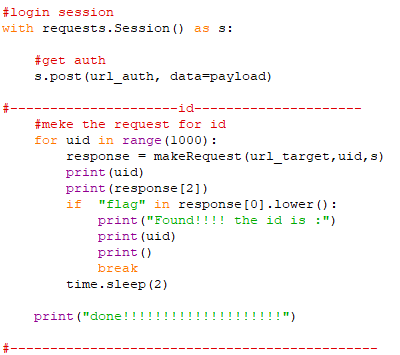 #login session
with requests.Session() as s:
#get auth
s.post(url_auth, data=payload)
#---------------------id---------------------
#meke the request for id
for uid in range(1000):
response = makeRequest(url_target,uid,s)
print(uid)
print(response[2])
if "flag" in response[0].lower():
print("Found!!!! the id is :")
print(uid)
print()
break
time.sleep(2)
print("done!!!!!!!!!!!!!!!!!!!!")
#----------------------------------------------